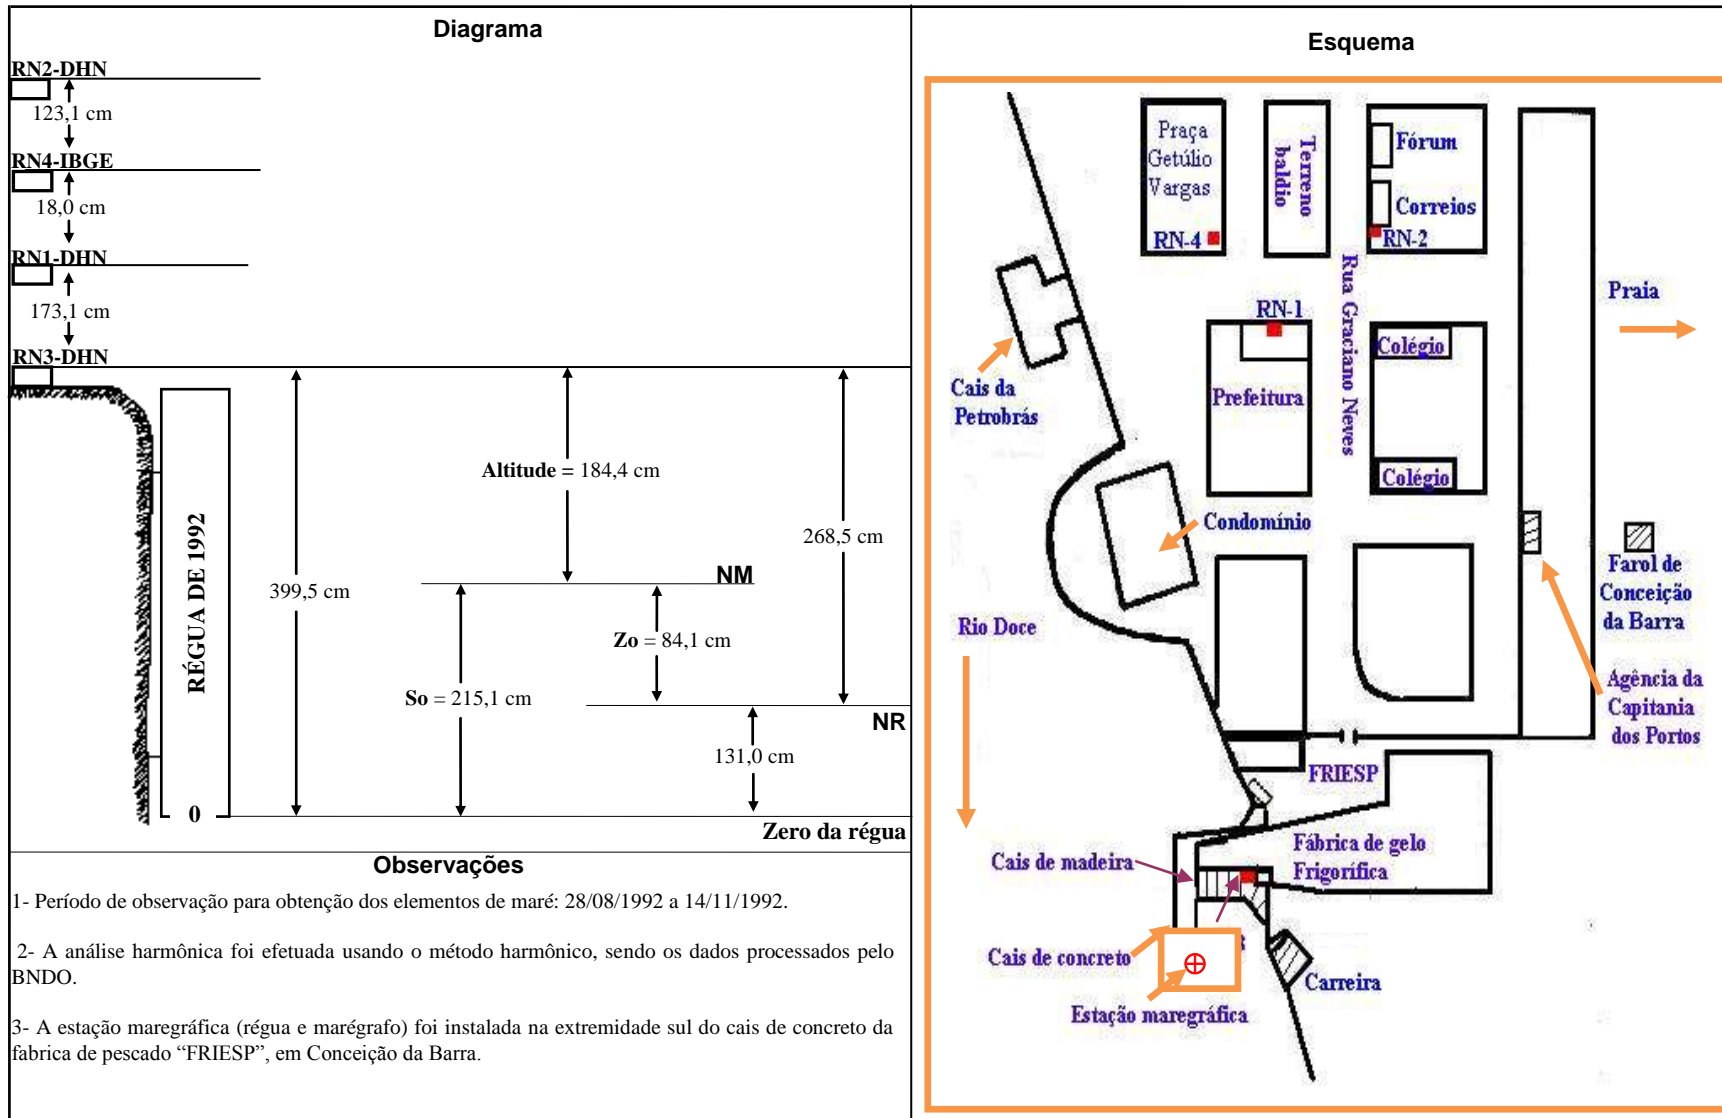 Diagrama
RN2-DHN
123,1 cm
RN4-IBGE
18,0 cm
RN1-DHN
173,1 cm
RN3-DHN
RÉGUA DE 1992
0
399,5 cm
Altitude = 184,4 cm
268,5 cm
NM
Zo = 84,1 cm
So = 215,1 cm
NR
131,0 cm
Zero da régua
Observações
1- Período de observação para obtenção dos elementos de maré: 28/08/1992 a 14/11/1992.
2- A análise harmônica foi efetuada usando o método harmônico, sendo os dados processados pelo
BNDO.
3- A estação maregráfica (régua e marégrafo) foi instalada na extremidade sul do cais de concreto da
fabrica de pescado “FRIESP”, em Conceição da Barra.
Esquema
Praça
Getúlio
Vargas
RN-4
Terreno
baldio
Fórum
Correios
RN-2
Rua Graciano Neves
Praia
RN-1
Prefeitura
Colégio
Colégio
Cais da
Petrobrás
Condomínio
Farol de
Conceição
da Barra
Rio Doce
Agência da
Capitania
dos Portos
FRIESP
Fábrica de gelo
Frigorífica
Cais de madeira
Cais de concreto
Carreira
Estação maregráfica